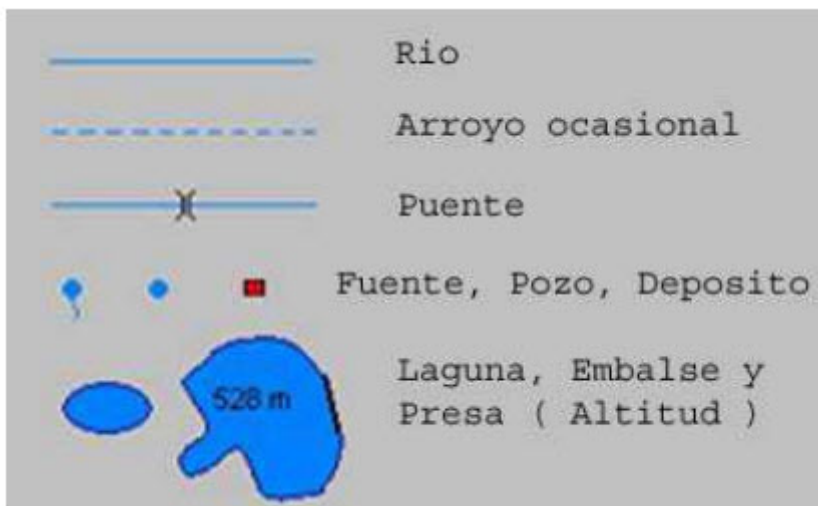 Rio
Arroyo ocasional
Puente
Fuente, Pozo, Deposito
528 m
Laguna, Embalse y
Presa ( Altitud )